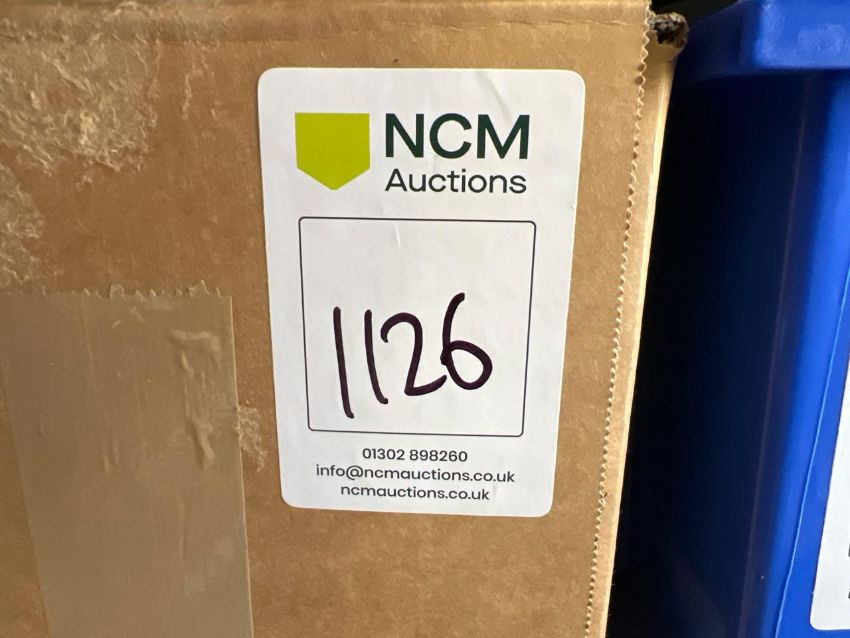 NCM
Auctions
1126
01302 898260
info@ncmauctions.co.uk
ncmauctions.co.uk